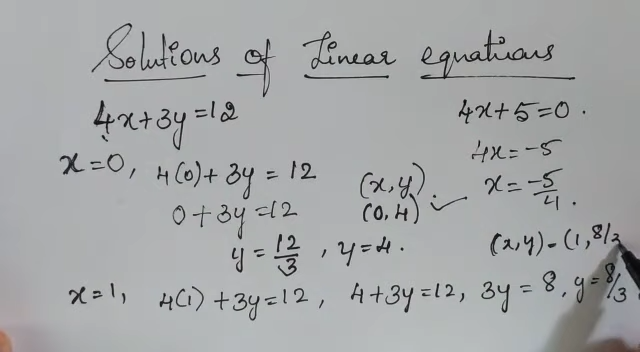 Solutions of Linear equations
4x+3y=12
4x+5=0.
x=0, 4(0)+3y=12
4x=-5
(x,y)
x=-5/4.
0+3y=12
(0,4)
y=12/3, y=4.
(x,y)-(1,8/3
x=1, 4(1)+3y=12, 4+3y=12, 3y=8, y=8/3